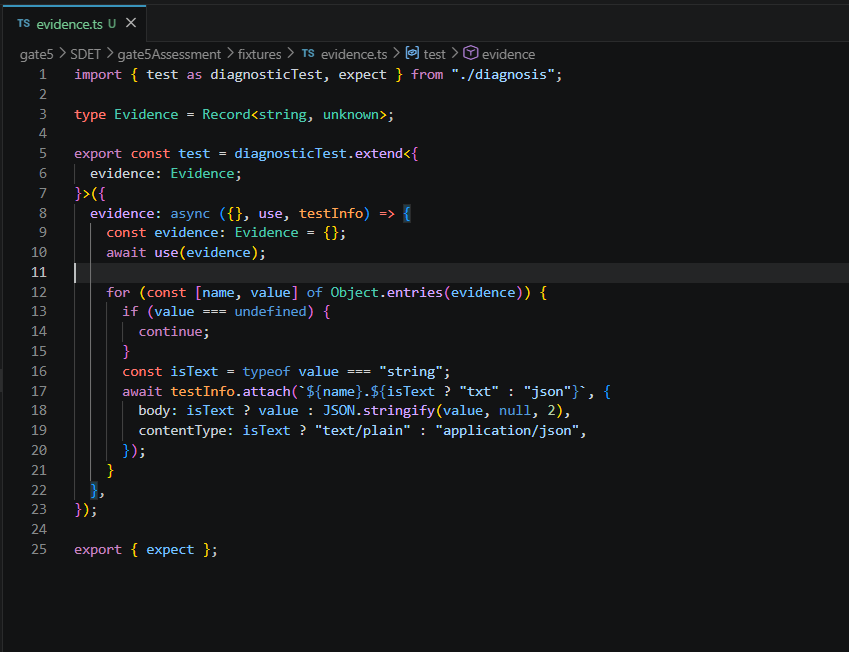 TS evidence.ts U ×
gate5 > SDET > gate5Assessment > fixtures > TS evidence.ts > test > evidence
1 import { test as diagnosticTest, expect } from "./diagnosis";
2
3 type Evidence = Record<string, unknown>;
4
5 export const test = diagnosticTest.extend<{
6   evidence: Evidence;
7 }>({
8   evidence: async ({}, use, testInfo) => {
9     const evidence: Evidence = {};
10     await use(evidence);
11
12     for (const [name, value] of Object.entries(evidence)) {
13       if (value === undefined) {
14         continue;
15       }
16       const isText = typeof value === "string";
17       await testInfo.attach(`${name}.${isText ? "txt" : "json"}`, {
18         body: isText ? value : JSON.stringify(value, null, 2),
19         contentType: isText ? "text/plain" : "application/json",
20       });
21     }
22   },
23 });
24
25 export { expect };